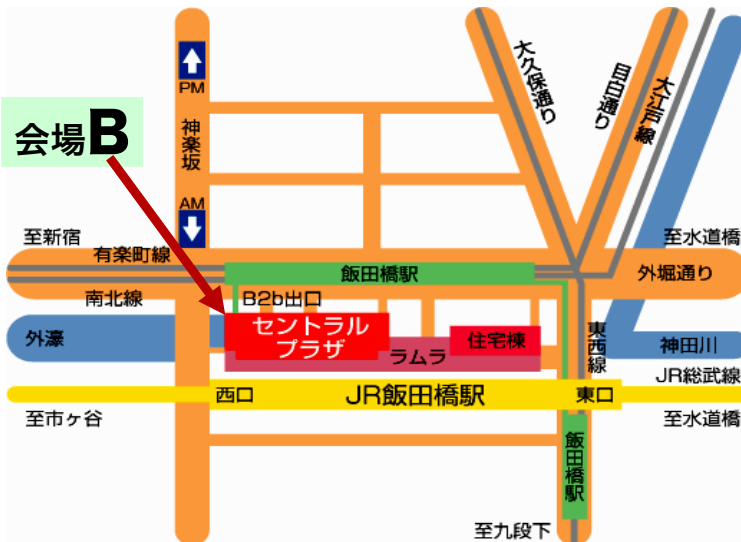 大久保通り
目白通り
大江戸線
PM
神楽坂
AM
会場B
至新宿
有楽町線
南北線
飯田橋駅
至水道橋
外堀通り
B2b出口
セントラル
プラザ
ラムラ
住宅棟
外濠
東西線
神田川
JR総武線
西口
JR飯田橋駅
東口
至市ヶ谷
至水道橋
飯田橋駅
至九段下